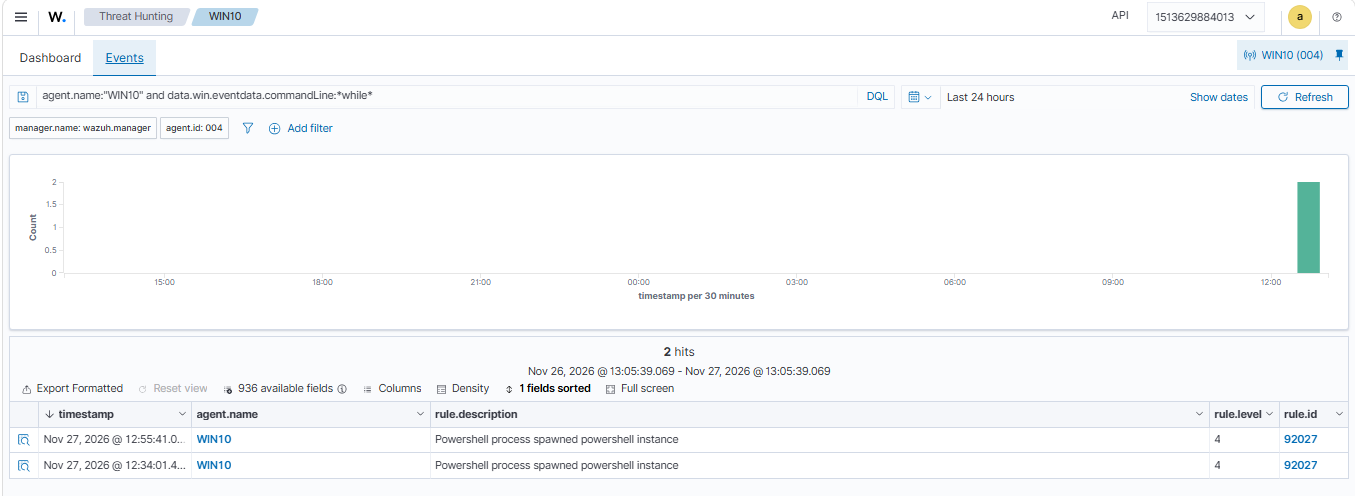 W. Threat Hunting WIN10 API 1513629884013 a
Dashboard Events WIN10 (004)
agent.name:"WIN10" and data.win.eventdata.commandLine:*while* DQL Last 24 hours Show dates Refresh
manager.name: wazuh.manager agent.id: 004 Add filter
2
1.5
1
0.5
0
Count
15:00 18:00 21:00 00:00 03:00 06:00 09:00 12:00
timestamp per 30 minutes
2 hits
Nov 26, 2026 @ 13:05:39.069 - Nov 27, 2026 @ 13:05:39.069
Export Formatted Reset view 936 available fields Columns Density 1 fields sorted Full screen
timestamp agent.name rule.description rule.level rule.id
Nov 27, 2026 @ 12:55:41.0... WIN10 Powershell process spawned powershell instance 4 92027
Nov 27, 2026 @ 12:34:01.4... WIN10 Powershell process spawned powershell instance 4 92027